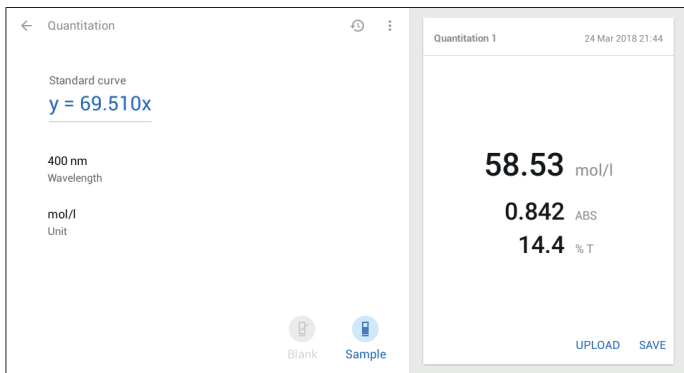 Quantitation
Standard curve
y = 69.510x
400 nm
Wavelength
mol/l
Unit
Blank
Sample
Quantitation 1
24 Mar 2018 21:44
58.53 mol/l
0.842 ABS
14.4 % T
UPLOAD SAVE